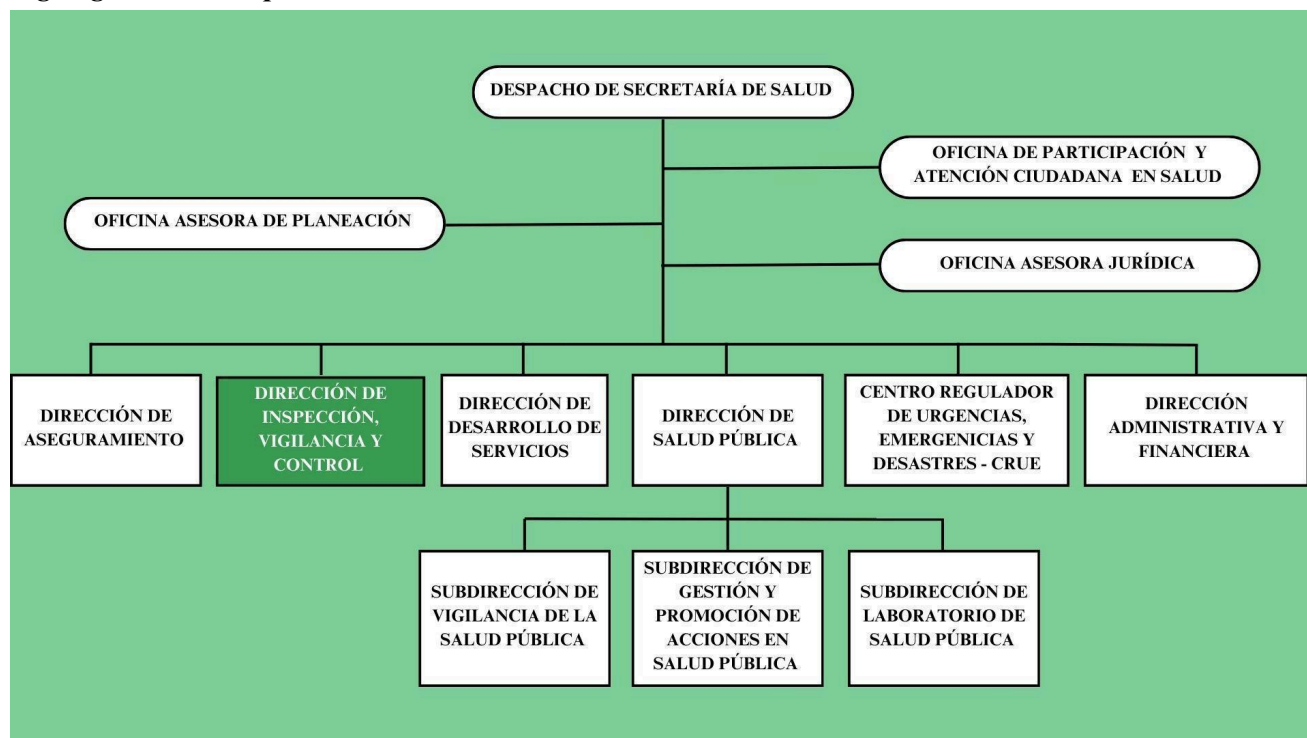 DESPACHO DE SECRETARÍA DE SALUD
OFICINA DE PARTICIPACIÓN Y
ATENCIÓN CIUDADANA EN SALUD
OFICINA ASESORA DE PLANEACIÓN
OFICINA ASESORA JURÍDICA
DIRECCIÓN DE
ASEGURAMIENTO
DIRECCIÓN DE
INSPECCIÓN,
VIGILANCIA Y
CONTROL
DIRECCIÓN DE
DESARROLLO DE
SERVICIOS
DIRECCIÓN DE
SALUD PÚBLICA
CENTRO REGULADOR
DE URGENCIAS,
EMERGENICIAS Y
DESASTRES - CRUE
DIRECCIÓN
ADMINISTRATIVA Y
FINANCIERA
SUBDIRECCIÓN DE
VIGILANCIA DE LA
SALUD PÚBLICA
SUBDIRECCIÓN DE
GESTIÓN Y
PROMOCIÓN DE
ACCIONES EN
SALUD PÚBLICA
SUBDIRECCIÓN DE
LABORATORIO DE
SALUD PÚBLICA